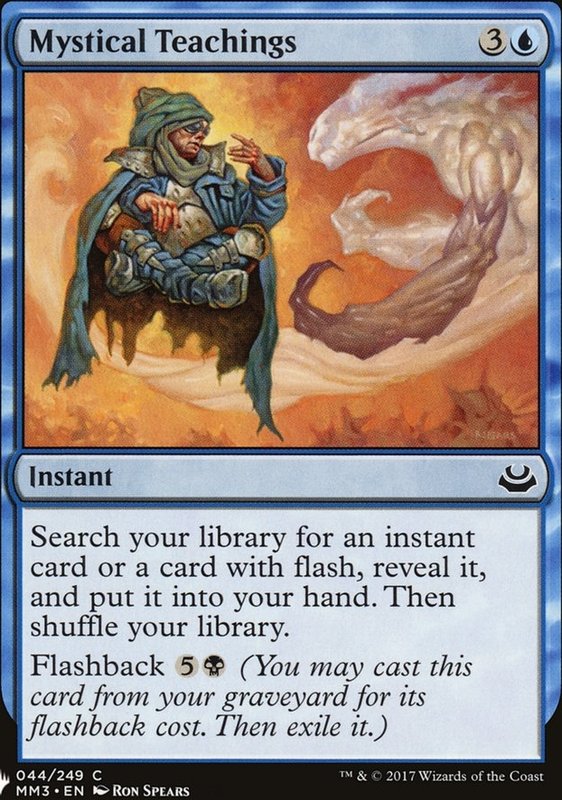 Mystical Teachings 3
Instant
Search your library for an instant
card or a card with flash, reveal it,
and put it into your hand. Then
shuffle your library.
Flashback 5 (You may cast this
card from your graveyard for its
flashback cost. Then exile it.)
044/249 C
MM3 • EN Ron Spears
™ & © 2017 Wizards of the Coast